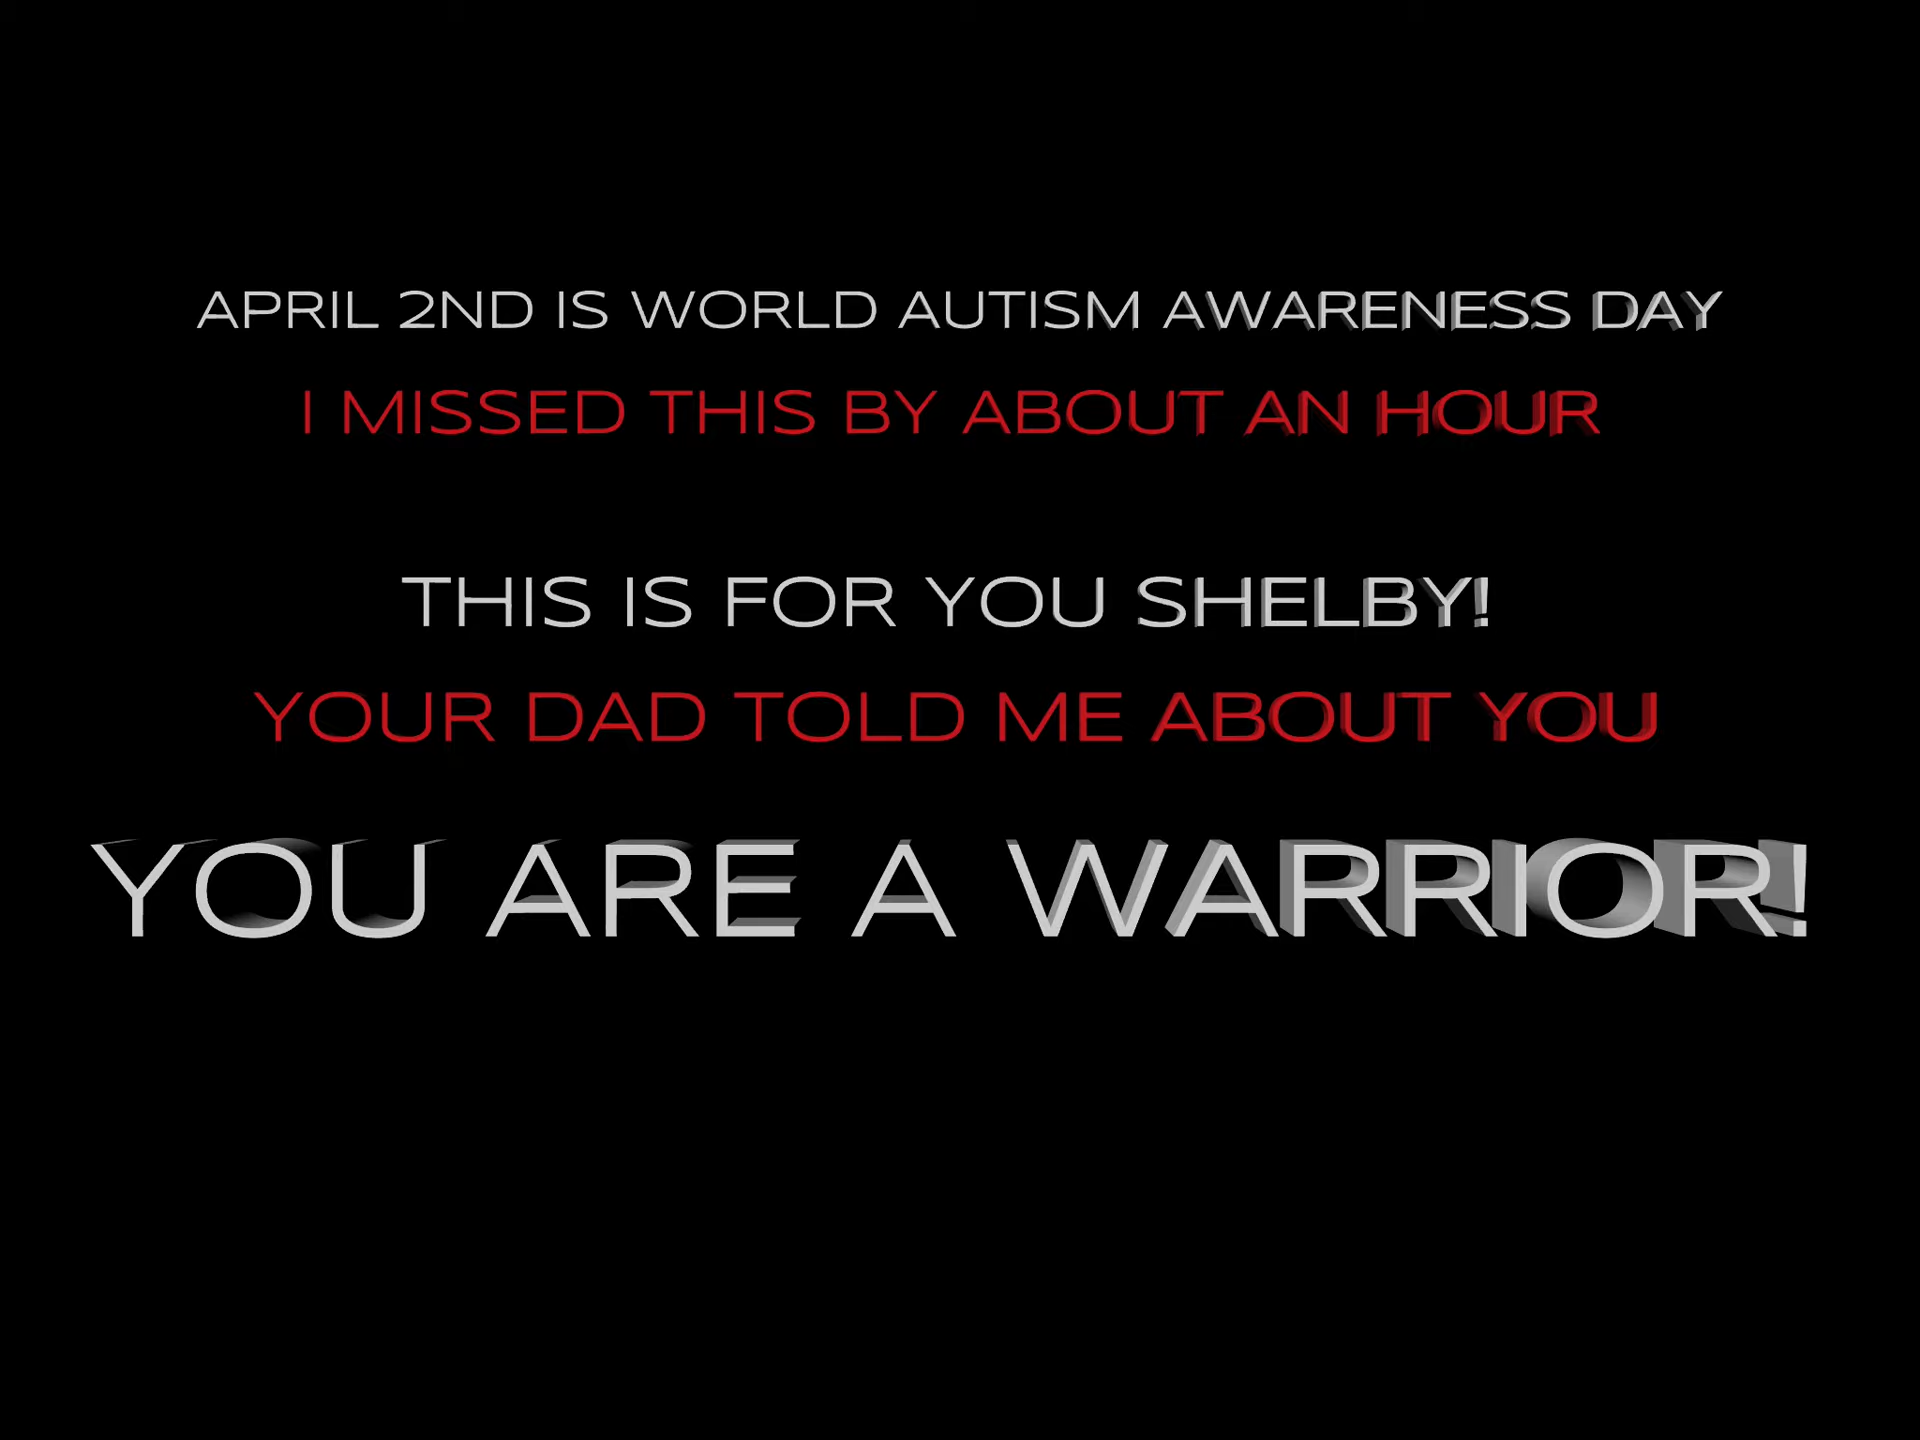 APRIL 2ND IS WORLD AUTISM AWARENESS DAY
I MISSED THIS BY ABOUT AN HOUR
THIS IS FOR YOU SHELBY!
YOUR DAD TOLD ME ABOUT YOU
YOU ARE A WARRIOR!